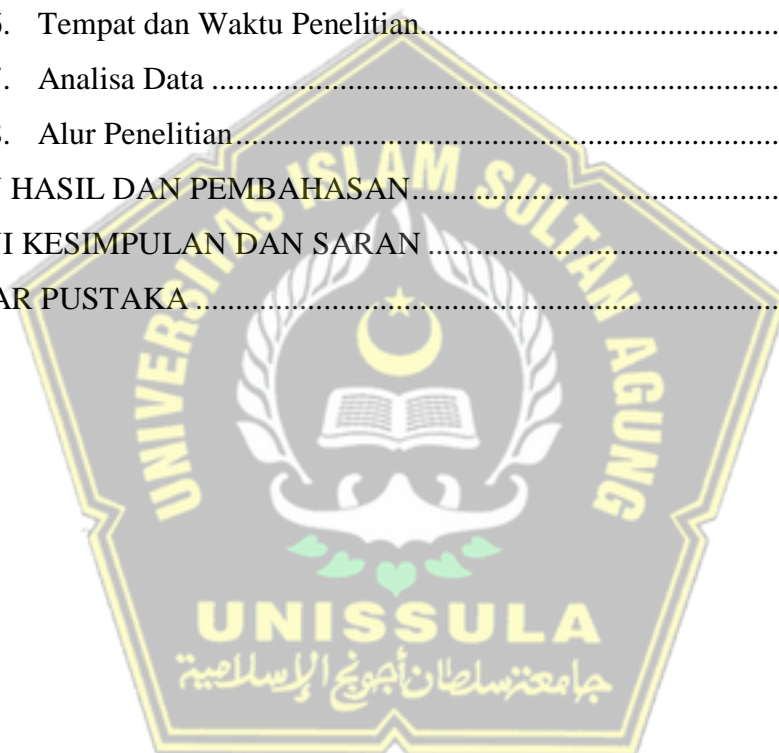 Tempat dan Waktu Penelitian
Analisa Data
Alur Penelitian
HASIL DAN PEMBAHASAN
KESIMPULAN DAN SARAN
PUSTAKA
UNIVERSITAS ISLAM SULTAN AGUNG
UNISSULA
جامعة سلطان أجونج الإسلامية